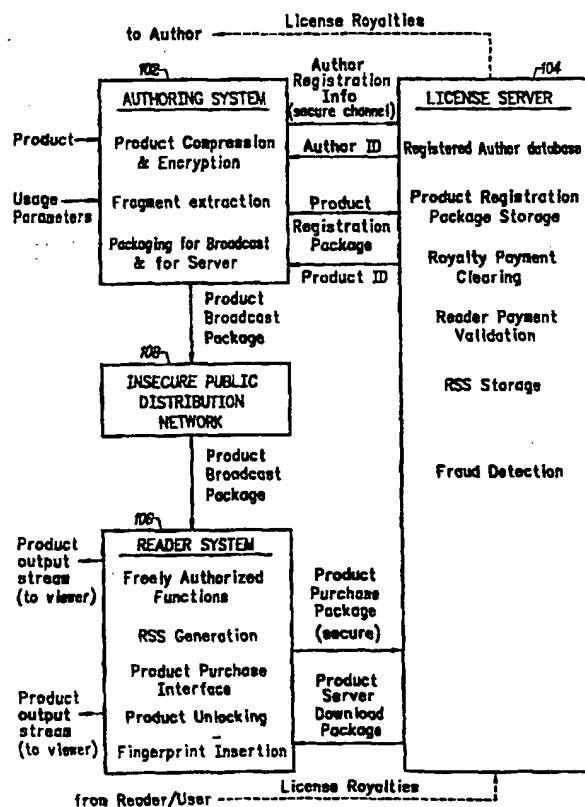 License Royalties
to Author
102
AUTHORING SYSTEM
Product Compression
& Encryption
Fragment extraction
Packaging for Broadcast
& for Server
Product
Usage
Parameters
Author
Registration
Info
(secure channel)
Author ID
Product
Registration
Package
Product ID
104
LICENSE SERVER
Registered Author database
Product Registration
Package Storage
Royalty Payment
Clearing
Reader Payment
Validation
RSS Storage
Fraud Detection
Product
Broadcast
Package
108
INSECURE PUBLIC
DISTRIBUTION
NETWORK
Product
Broadcast
Package
106
READER SYSTEM
Freely Authorized
Functions
RSS Generation
Product Purchase
Interface
Product Unlocking
Fingerprint Insertion
Product
output
stream
(to viewer)
Product
output
stream
(to viewer)
Product
Purchase
Package
(secure)
Product
Server
Download
Package
License Royalties
from Reader/User